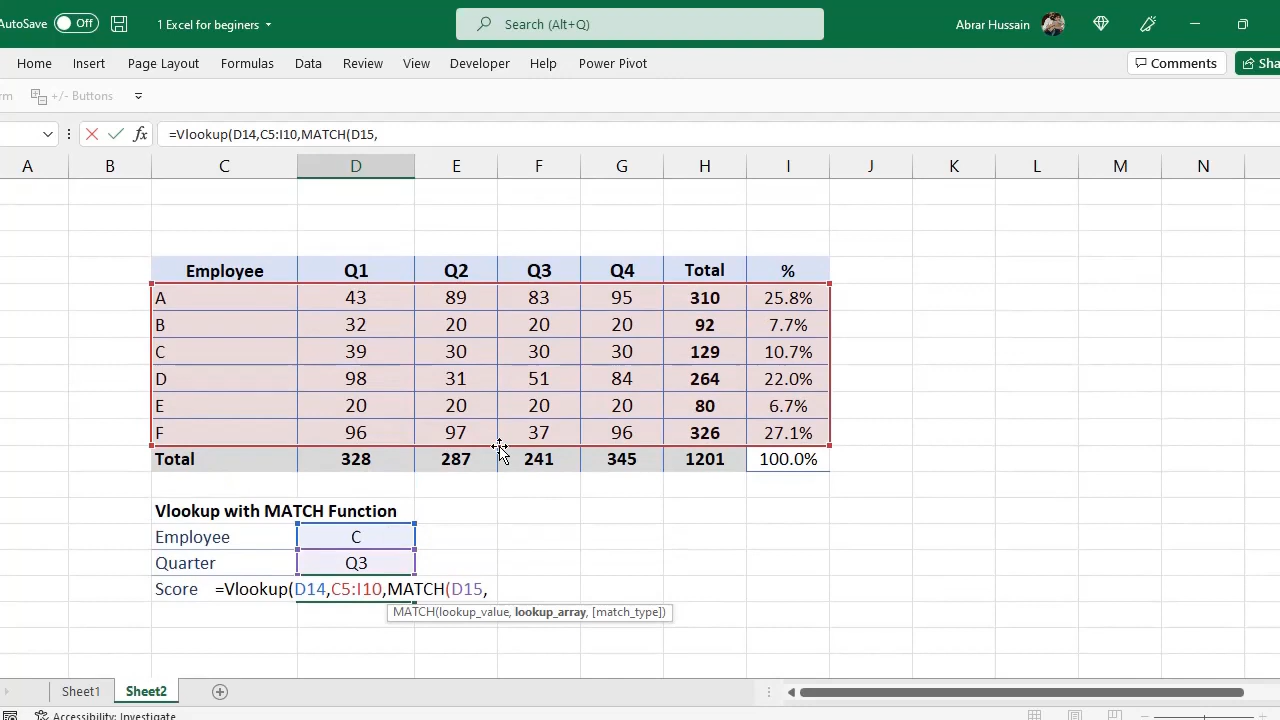 AutoSave Off 1 Excel for beginers Search (Alt+Q) Abrar Hussain
Home Insert Page Layout Formulas Data Review View Developer Help Power Pivot Comments Sha
rm +/- Buttons
fx =Vlookup(D14,C5:I10,MATCH(D15,
A B C D E F G H I J K L M N
Employee Q1 Q2 Q3 Q4 Total %
A 43 89 83 95 310 25.8%
B 32 20 20 20 92 7.7%
C 39 30 30 30 129 10.7%
D 98 31 51 84 264 22.0%
E 20 20 20 20 80 6.7%
F 96 97 37 96 326 27.1%
Total 328 287 241 345 1201 100.0%
Vlookup with MATCH Function
Employee C
Quarter Q3
Score =Vlookup(D14,C5:I10,MATCH(D15,
MATCH(lookup_value, lookup_array, [match_type])
Sheet1 Sheet2
Accessibility: Investigate